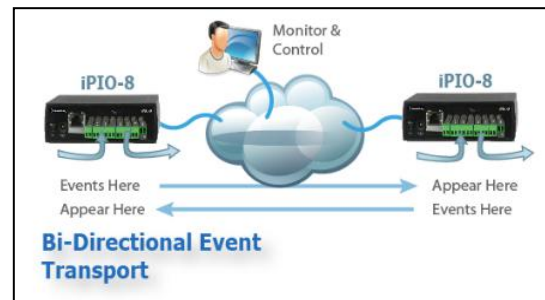 Monitor &
Control
iPIO-8
iPIO-8
Events Here
Appear Here
Appear Here
Events Here
Bi-Directional Event
Transport